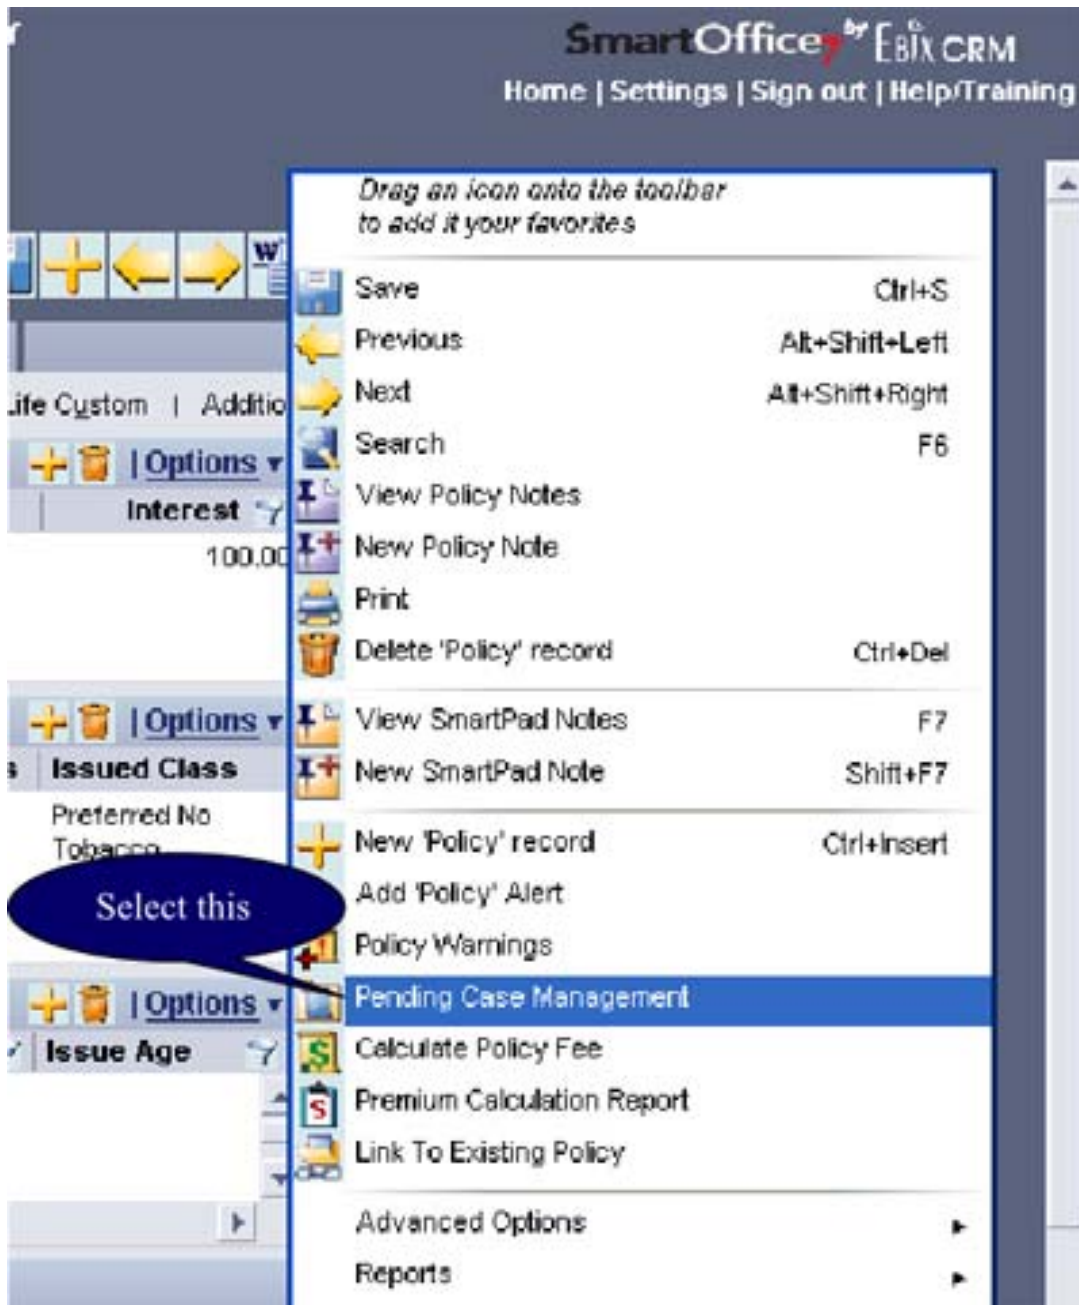 SmartOffice7 by Ebix CRM
Home | Settings | Sign out | Help/Training
Drag an icon onto the toolbar
to add it your favorites
Save Ctrl+S
Previous Alt+Shift+Left
Next Alt+Shift+Right
Life Custom | Additio
Search F6
| Options
View Policy Notes
Interest
New Policy Note
100.00
Print
Delete 'Policy' record Ctrl+Del
View SmartPad Notes F7
| Options
New SmartPad Note Shift+F7
s Issued Class
Preferred No
Tobacco
New 'Policy' record Ctrl+Insert
Add 'Policy' Alert
Select this
Policy Warnings
Pending Case Management
| Options
Calculate Policy Fee
Issue Age
Premium Calculation Report
Link To Existing Policy
Advanced Options
Reports